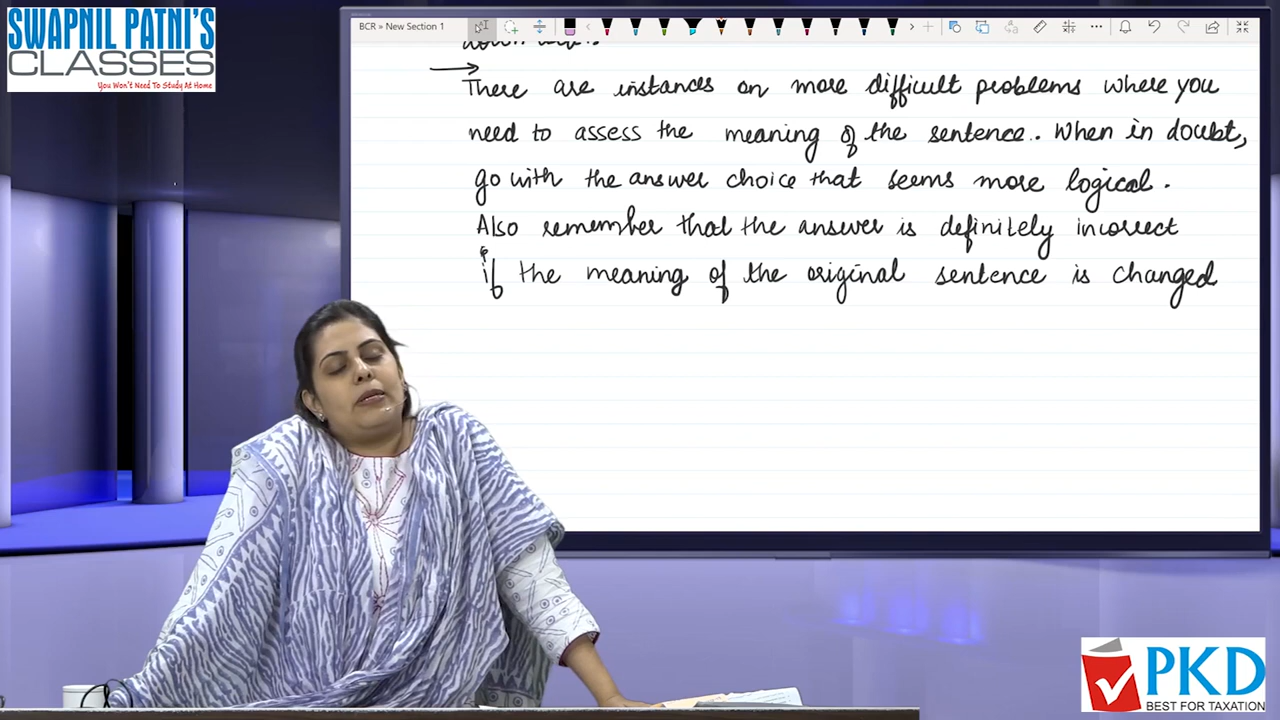 SWAPNIL PATNI'S
CLASSES
You Won't Need To Study At Home
BCR > New Section 1
There are instances on more difficult problems where you
need to assess the meaning of the sentence. When in doubt,
go with the answer choice that seems more logical.
Also remember that the answer is definitely incorrect
if the meaning of the original sentence is changed
PKD
BEST FOR TAXATION